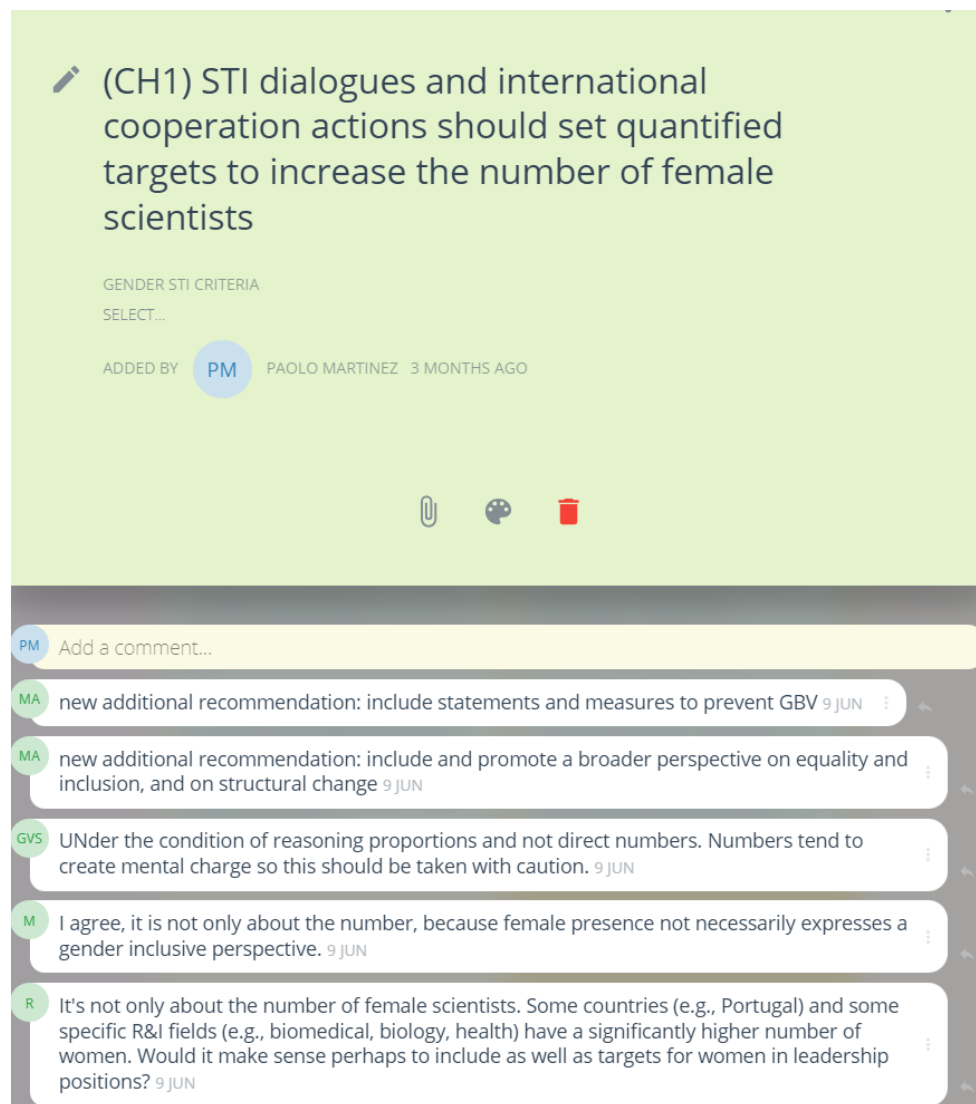 (CH1) STI dialogues and international
cooperation actions should set quantified
targets to increase the number of female
scientists
GENDER STI CRITERIA
SELECT...
ADDED BY PM PAOLO MARTINEZ 3 MONTHS AGO
PM Add a comment...
MA new additional recommendation: include statements and measures to prevent GBV 9 JUN
MA new additional recommendation: include and promote a broader perspective on equality and
inclusion, and on structural change 9 JUN
GVS UNder the condition of reasoning proportions and not direct numbers. Numbers tend to
create mental charge so this should be taken with caution. 9 JUN
M I agree, it is not only about the number, because female presence not necessarily expresses a
gender inclusive perspective. 9 JUN
R It's not only about the number of female scientists. Some countries (e.g., Portugal) and some
specific R&I fields (e.g., biomedical, biology, health) have a significantly higher number of
women. Would it make sense perhaps to include as well as targets for women in leadership
positions? 9 JUN